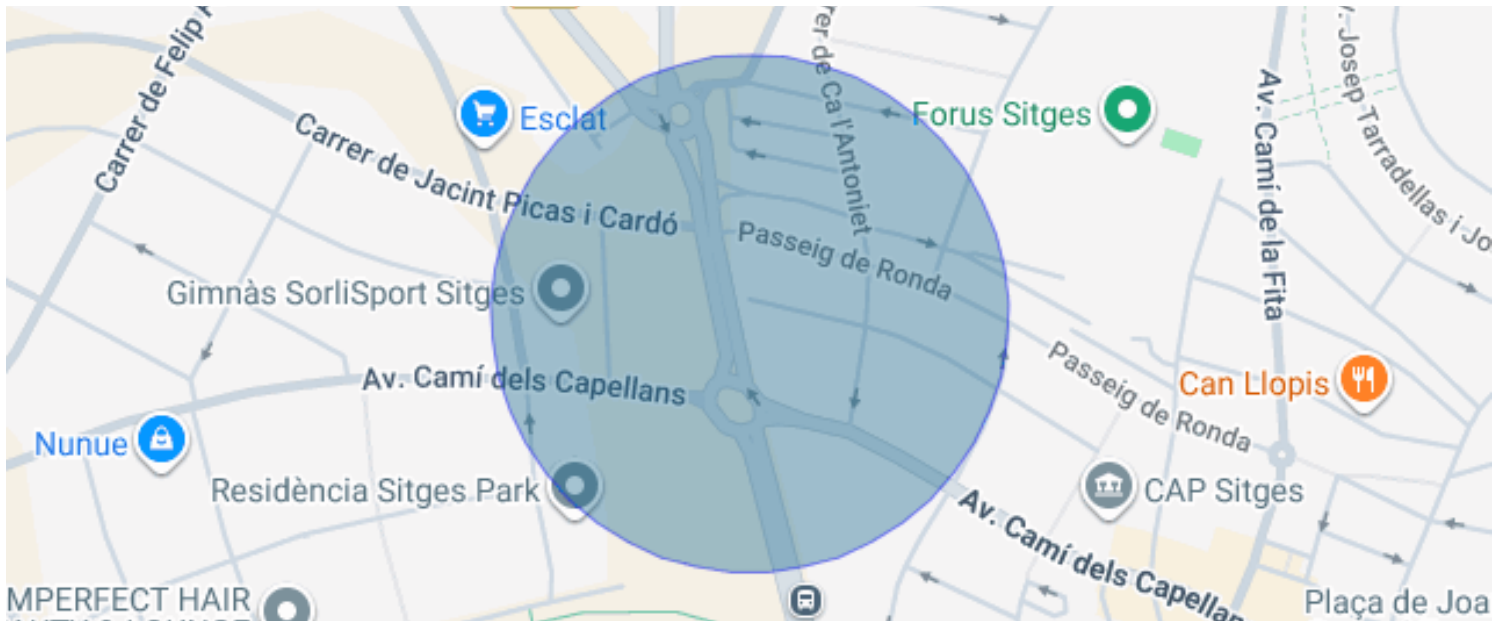 Carrer de Felip
Esclat
Carrer de Jacint Picas i Cardó
Gimnàs SorliSport Sitges
Av. Camí dels Capellans
Nunue
Residència Sitges Park
MPERFECT HAIR
rer de Ca l'Antoniet
Passeig de Ronda
Forus Sitges
Av. Camí de la Fita
. Josep Tarradellas i Jo
Can Llopis
Passeig de Ronda
CAP Sitges
Av. Camí dels Capellan
Plaça de Joa